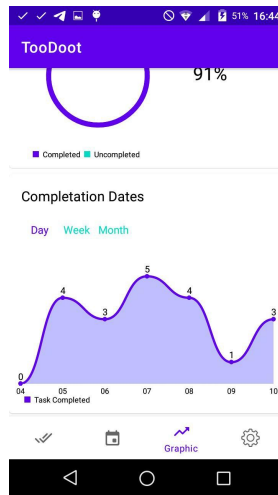 51% 16:44
TooDoot
91%
Completed Uncompleted
Completation Dates
Day Week Month
5
4 4
3 3
1
0
04 05 06 07 08 09 10
Task Completed
Graphic